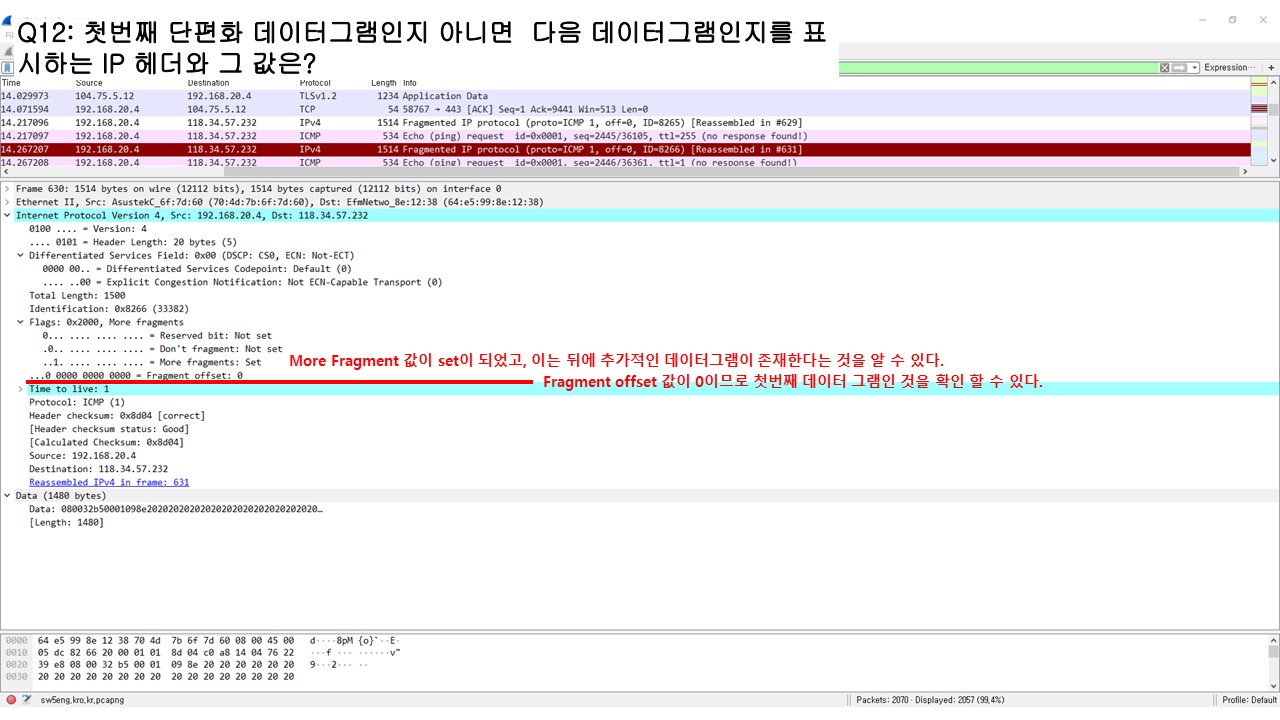 Q12: 첫번째 단편화 데이터그램인지 아니면 다음 데이터그램인지를 표
시하는 IP 헤더와 그 값은?
Expression… +
Time Source Destination Protocol Length Info
14.029973 104.75.5.12 192.168.20.4 TLSv1.2 1234 Application Data
14.071594 192.168.20.4 104.75.5.12 TCP 54 58767 → 443 [ACK] Seq=1 Ack=9441 Win=513 Len=0
14.217096 192.168.20.4 118.34.57.232 IPv4 1514 Fragmented IP protocol (proto=ICMP 1, off=0, ID=8265) [Reassembled in #629]
14.217097 192.168.20.4 118.34.57.232 ICMP 534 Echo (ping) request id=0x0001, seq=2445/36105, ttl=255 (no response found!)
14.267207 192.168.20.4 118.34.57.232 IPv4 1514 Fragmented IP protocol (proto=ICMP 1, off=0, ID=8266) [Reassembled in #631]
14.267208 192.168.20.4 118.34.57.232 ICMP 534 Echo (ping) request id=0x0001, seq=2446/36361, ttl=1 (no response found!)
Frame 630: 1514 bytes on wire (12112 bits), 1514 bytes captured (12112 bits) on interface 0
Ethernet II, Src: AsustekC_6f:7d:60 (70:4d:7b:6f:7d:60), Dst: EfmNetwo_8e:12:38 (64:e5:99:8e:12:38)
Internet Protocol Version 4, Src: 192.168.20.4, Dst: 118.34.57.232
0100 .... = Version: 4
.... 0101 = Header Length: 20 bytes (5)
Differentiated Services Field: 0x00 (DSCP: CS0, ECN: Not-ECT)
0000 00.. = Differentiated Services Codepoint: Default (0)
.... ..00 = Explicit Congestion Notification: Not ECN-Capable Transport (0)
Total Length: 1500
Identification: 0x8266 (33382)
Flags: 0x2000, More fragments
0... .... .... .... = Reserved bit: Not set
.0.. .... .... .... = Don't fragment: Not set
..1. .... .... .... = More fragments: Set
More Fragment 값이 set이 되었고, 이는 뒤에 추가적인 데이터그램이 존재한다는 것을 알 수 있다.
...0 0000 0000 0000 = Fragment offset: 0
Fragment offset 값이 0이므로 첫번째 데이터 그램인 것을 확인 할 수 있다.
Time to live: 1
Protocol: ICMP (1)
Header checksum: 0x8d04 [correct]
[Header checksum status: Good]
[Calculated Checksum: 0x8d04]
Source: 192.168.20.4
Destination: 118.34.57.232
Reassembled IPv4 in frame: 631
Data (1480 bytes)
Data: 080032b50001098e20202020202020202020202020202020…
[Length: 1480]
0000 64 e5 99 8e 12 38 70 4d 7b 6f 7d 60 08 00 45 00 d····8pM {o}`··E·
0010 05 dc 82 66 20 00 01 01 8d 04 c0 a8 14 04 76 22 ···f ··· ······v"
0020 39 e8 08 00 32 b5 00 01 09 8e 20 20 20 20 20 20 9···2··· ··
0030 20 20 20 20 20 20 20 20 20 20 20 20 20 20 20 20
sw5eng,kro,kr,pcapng Packets: 2070 · Displayed: 2057 (99,4%) Profile: Default